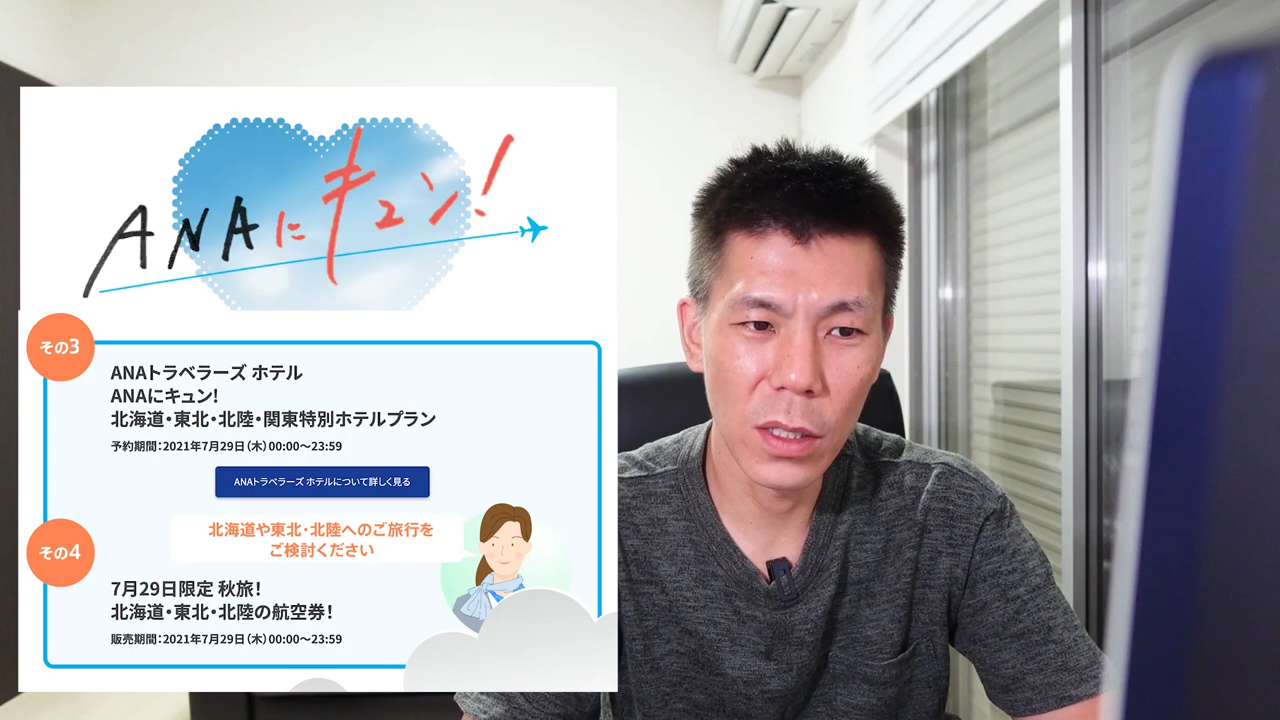 ANAにキュン!
その3
ANAトラベラーズ ホテル
ANAにキュン!
北海道・東北・北陸・関東特別ホテルプラン
予約期間:2021年7月29日(木)00:00〜23:59
ANAトラベラーズ ホテルについて詳しく見る
北海道や東北・北陸へのご旅行を
ご検討ください
その4
7月29日限定 秋旅!
北海道・東北・北陸の航空券!
販売期間:2021年7月29日(木)00:00〜23:59